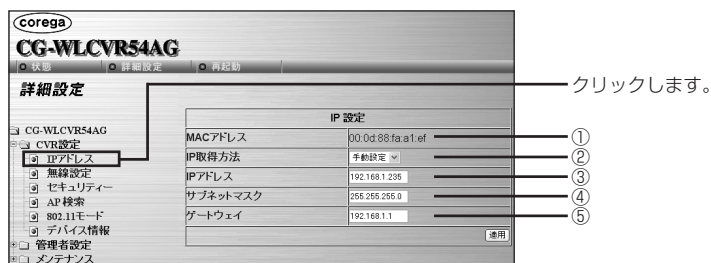 corega
CG-WLCVR54AG
状態 詳細設定 再起動
詳細設定
クリックします。
IP 設定
CG-WLCVR54AG
MACアドレス 00:0d:88:fa:a1:ef ①
CVR設定
IPアドレス
IP取得方法 手動設定 ②
無線設定
IPアドレス 192.168.1.235 ③
セキュリティー
サブネットマスク 255.255.255.0 ④
AP 検索
802.11モード
ゲートウェイ 192.168.1.1 ⑤
デバイス情報
適用
管理者設定
メンテナンス